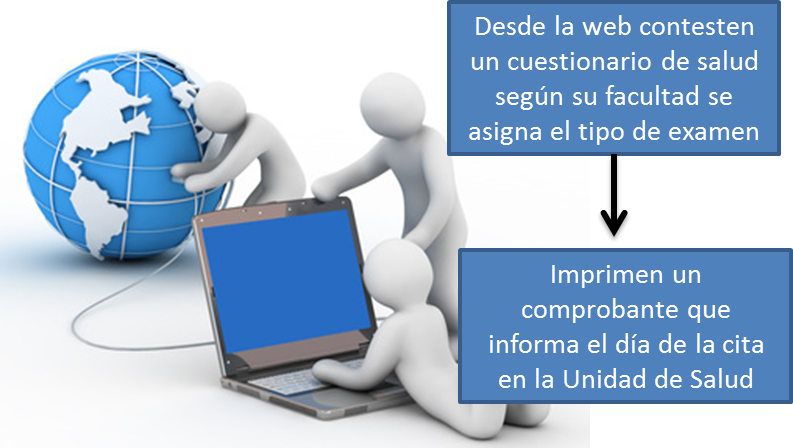 Desde la web contesten
un cuestionario de salud
según su facultad se
asigna el tipo de examen
Imprimen un
comprobante que
informa el día de la cita
en la Unidad de Salud